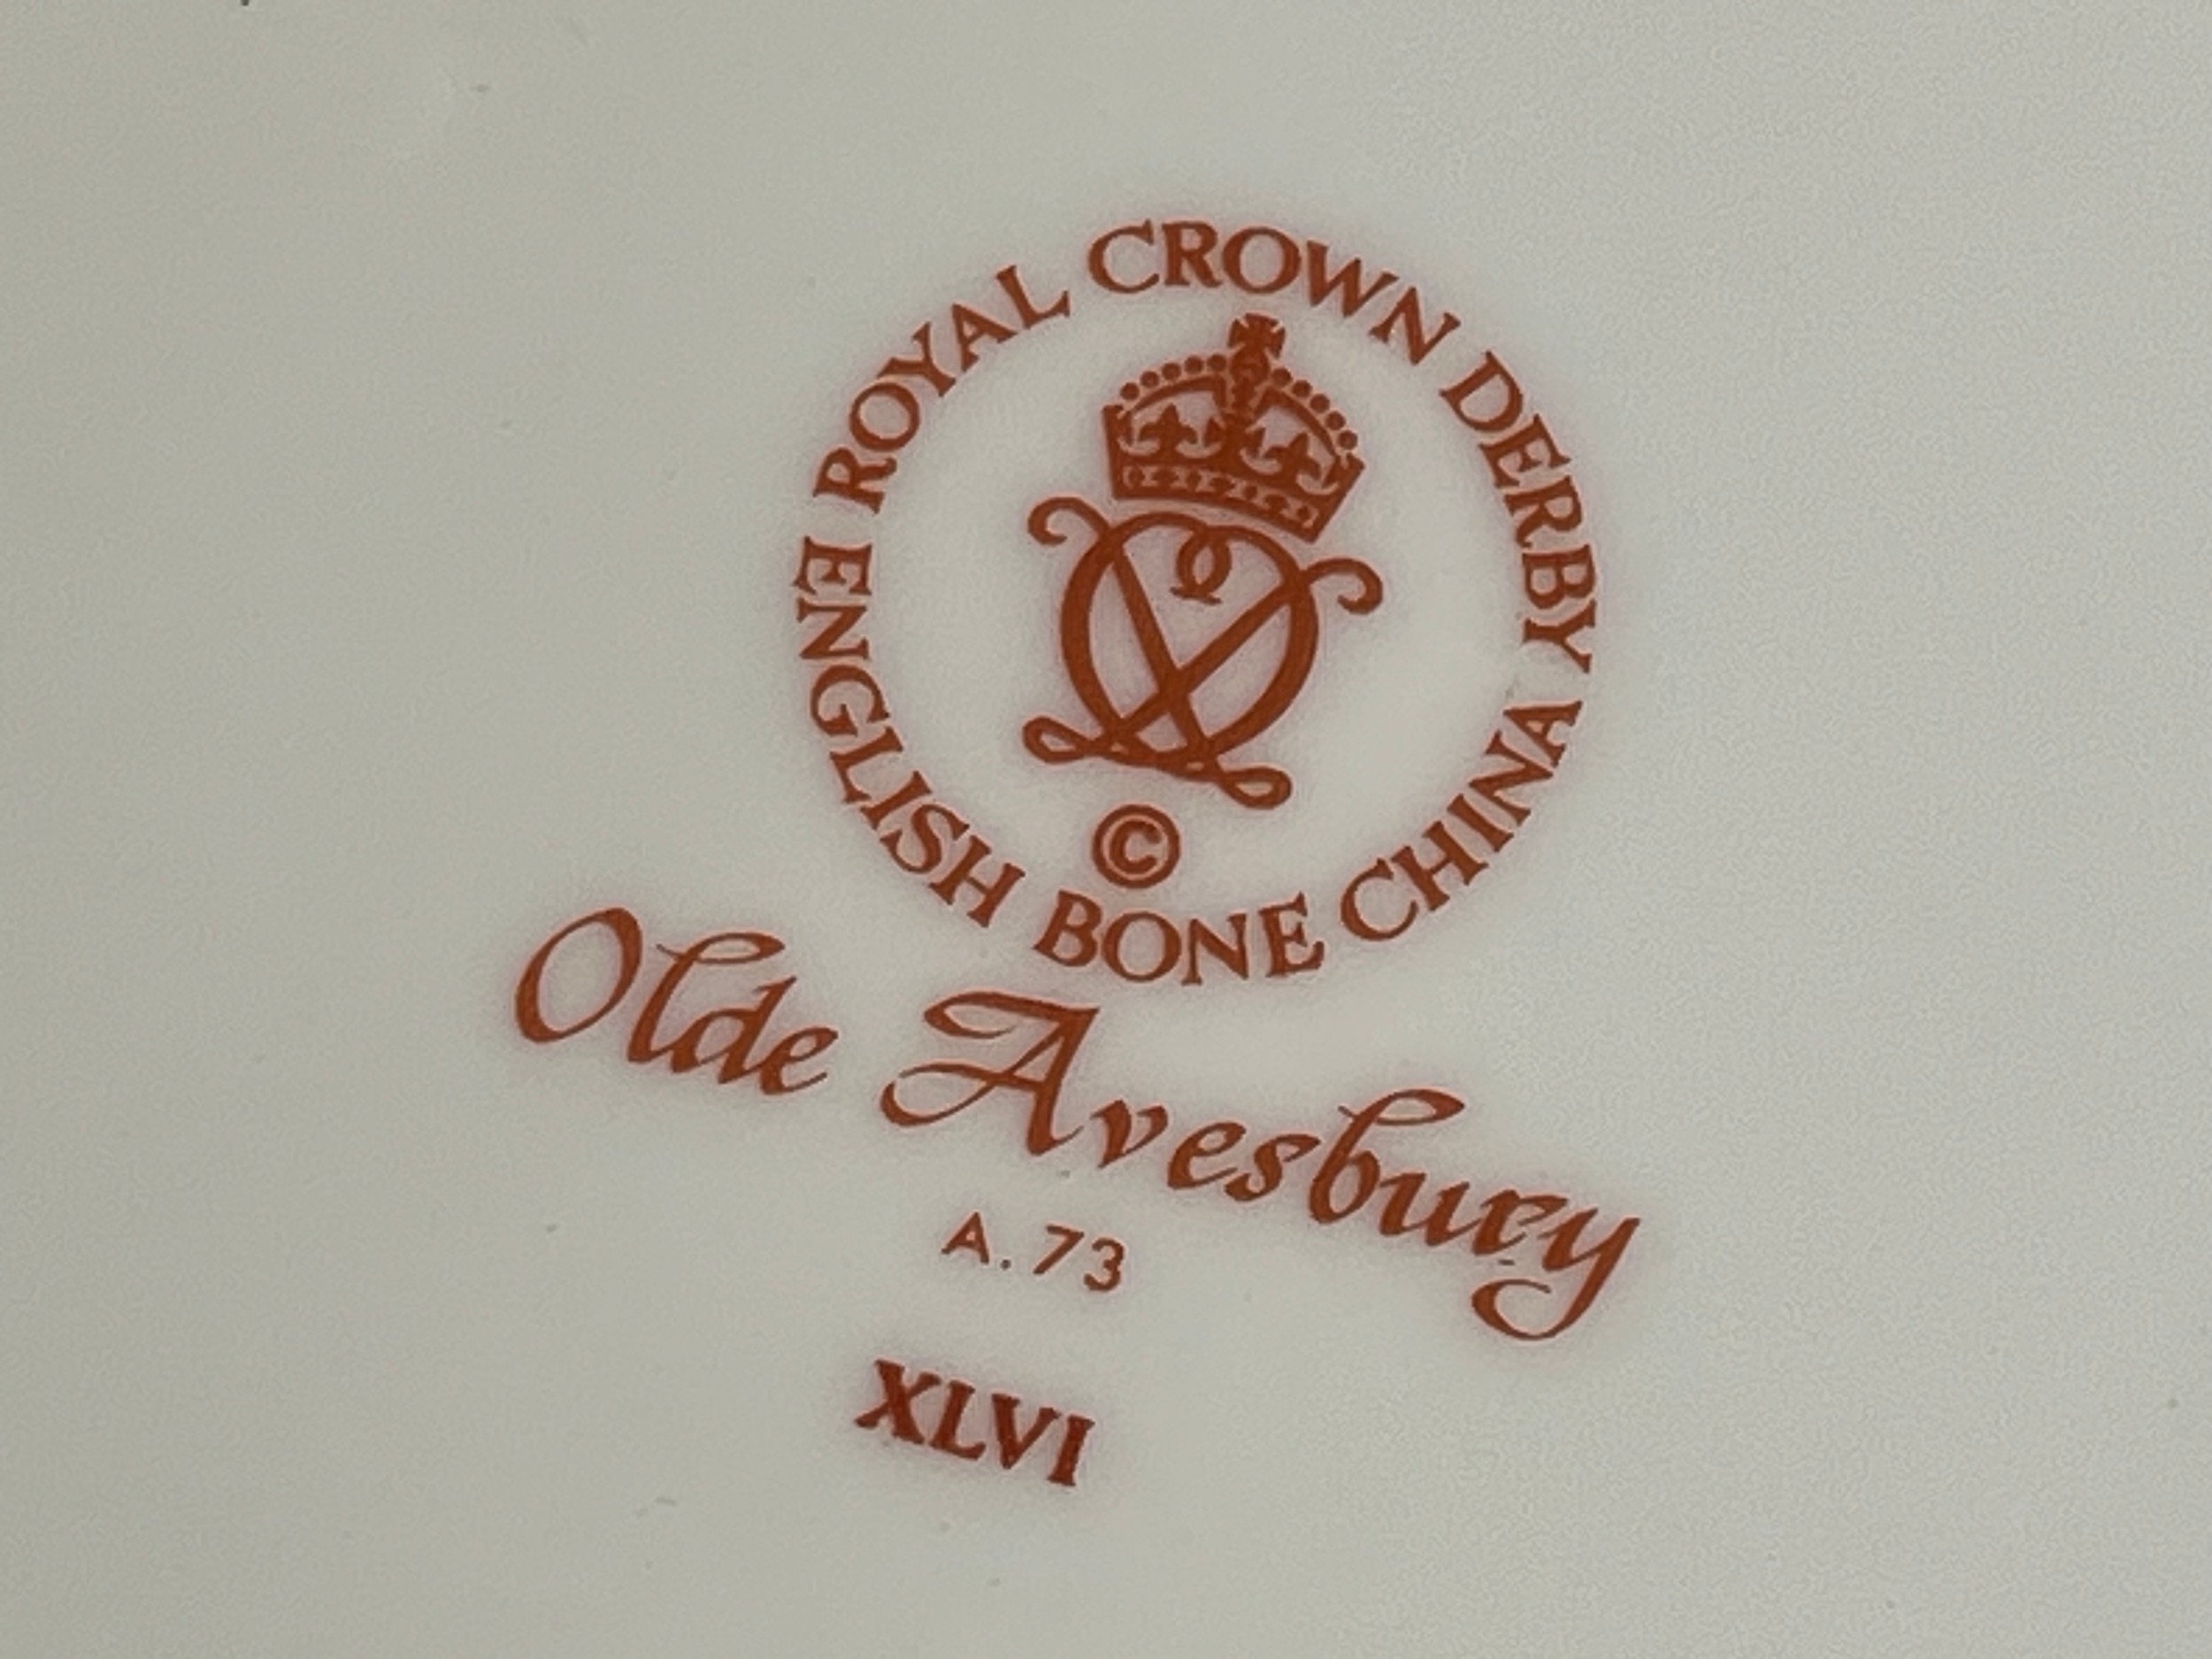 ROYAL CROWN DERBY
ENGLISH BONE CHINA
©
Olde Avesbury
A.73
XLVI